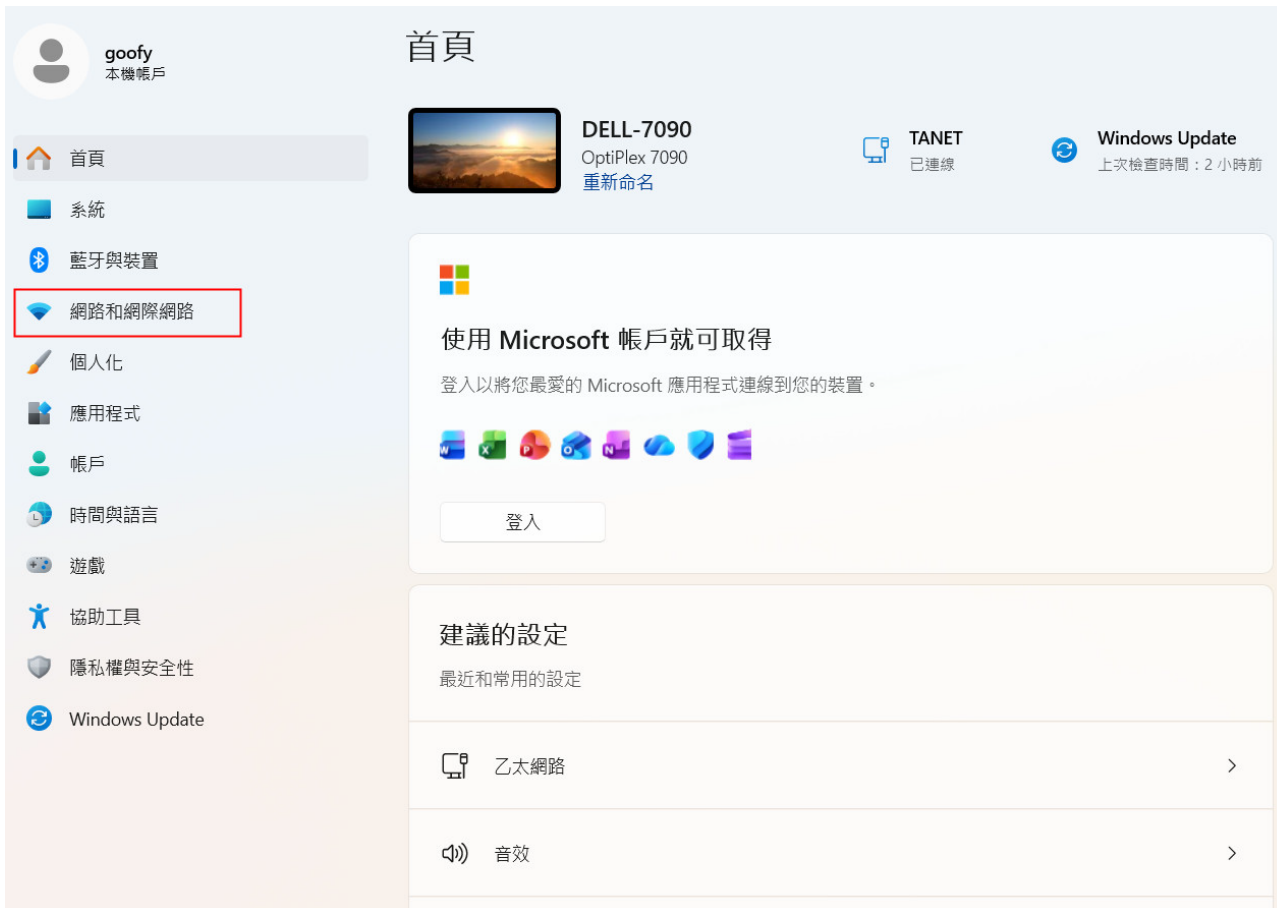 goofy
本機帳戶
首頁
系統
藍牙與裝置
網路和網際網路
個人化
應用程式
帳戶
時間與語言
遊戲
協助工具
隱私權與安全性
Windows Update
首頁
DELL-7090
OptiPlex 7090
重新命名
TANET
已連線
Windows Update
上次檢查時間：2 小時前
使用 Microsoft 帳戶就可取得
登入以將您最愛的 Microsoft 應用程式連線到您的裝置。
登入
建議的設定
最近和常用的設定
乙太網路
音效